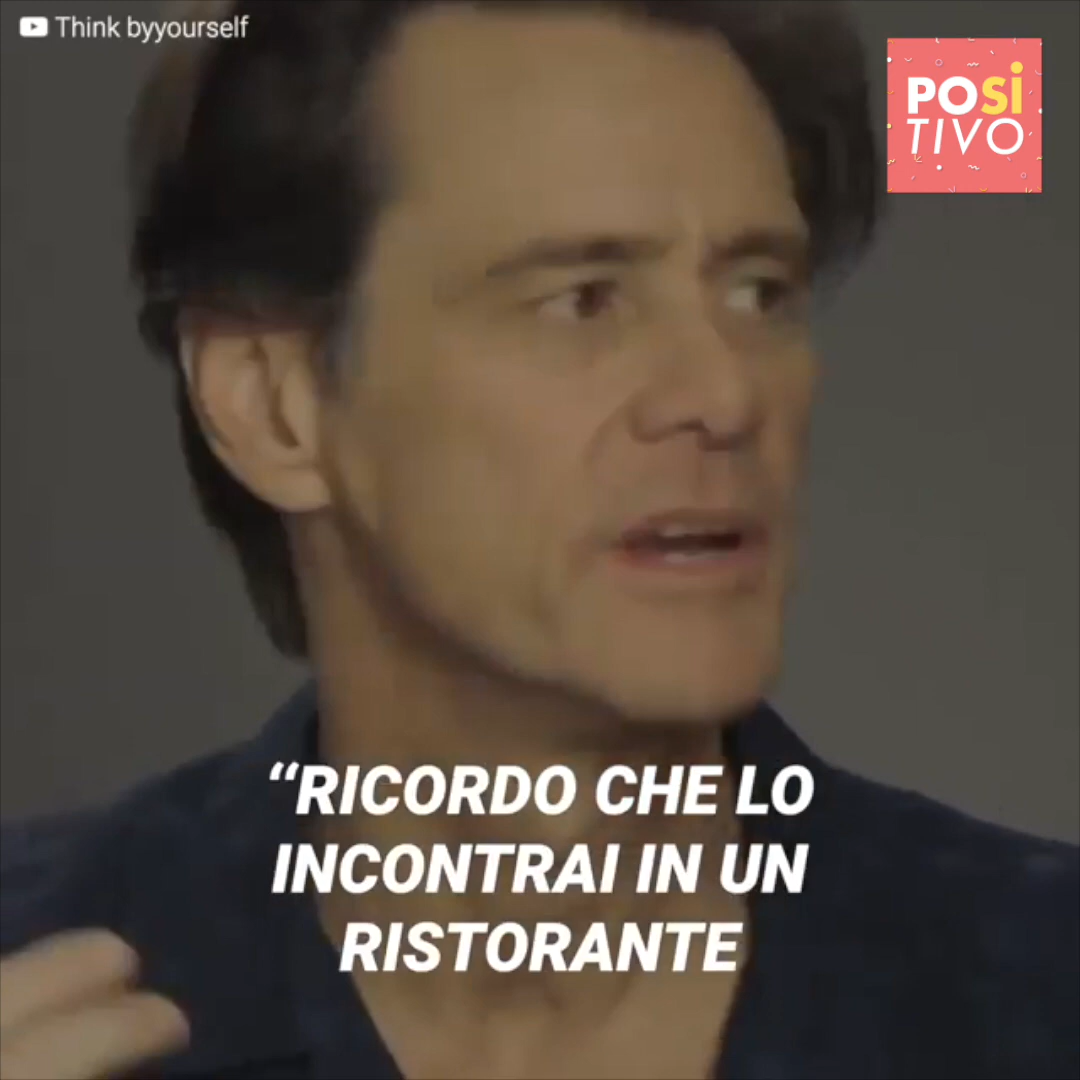 Think byyourself
POSi
TIVO
“RICORDO CHE LO
INCONTRAI IN UN
RISTORANTE